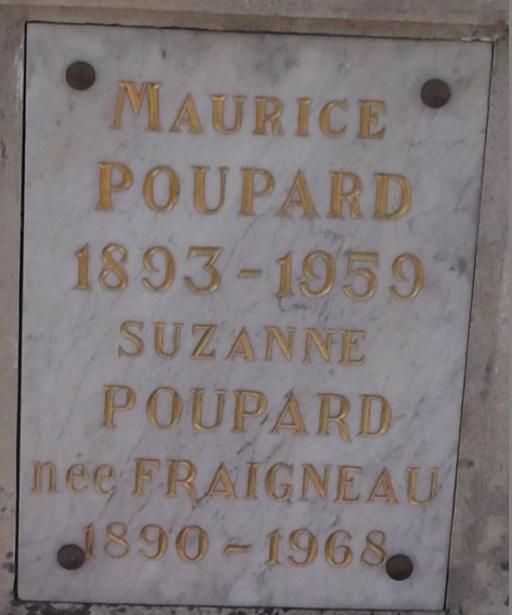 MAURICE
POUPARD
1893-1959
SUZANNE
POUPARD
nee FRAIGNEAU
1890-1968